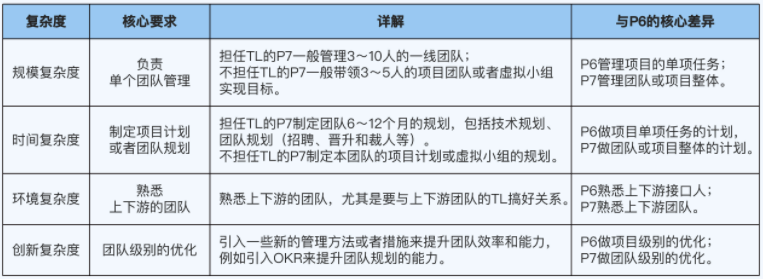 复杂度 核心要求 详解 与P6的核心差异
规模复杂度
负责
单个团队管理
担任TL的P7一般管理3～10人的一线团队；
不担任TL的P7一般带领3～5人的项目团队或者虚拟小组
实现目标。
P6管理项目的单项任务；
P7管理团队或项目整体。
时间复杂度
制定项目计划
或者团队规划
担任TL的P7制定团队6～12个月的规划，包括技术规划、
团队规划（招聘、晋升和裁人等）。
不担任TL的P7制定本团队的项目计划或虚拟小组的规划。
P6做项目单项任务的计划，
P7做团队或项目整体的计划。
环境复杂度
熟悉
上下游的团队
熟悉上下游的团队，尤其是要与上下游团队的TL搞好关系。
P6熟悉上下游接口人；
P7熟悉上下游团队。
创新复杂度
团队级别的优化
引入一些新的管理方法或者措施来提升团队效率和能力，
例如引入OKR来提升团队规划的能力。
P6做项目级别的优化；
P7做团队级别的优化。